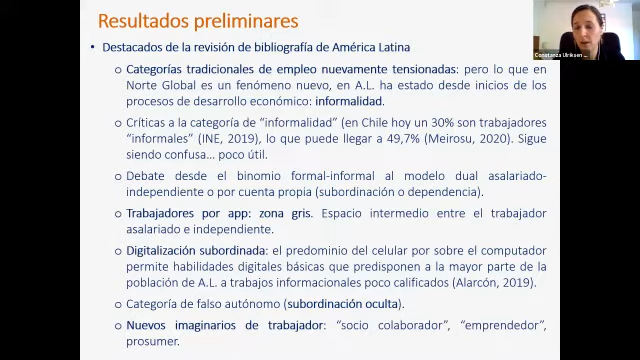 Resultados preliminares
Destacados de la revisión de bibliografía de América Latina
Categorías tradicionales de empleo nuevamente tensionadas: pero lo que en
Norte Global es un fenómeno nuevo, en A.L. ha estado desde inicios de los
procesos de desarrollo económico: informalidad.
Críticas a la categoría de "informalidad" (en Chile hoy un 30% son trabajadores
"informales" (INE, 2019), lo que puede llegar a 49,7% (Meirosu, 2020). Sigue
siendo confusa... poco útil.
Debate desde el binomio formal-informal al modelo dual asalariado-
independiente o por cuenta propia (subordinación o dependencia).
Trabajadores por app: zona gris. Espacio intermedio entre el trabajador
asalariado e independiente.
Digitalización subordinada: el predominio del celular por sobre el computador
permite habilidades digitales básicas que predisponen a la mayor parte de la
población de A.L. a trabajos informacionales poco calificados (Alarcón, 2019).
Categoría de falso autónomo (subordinación oculta).
Nuevos imaginarios de trabajador: "socio colaborador", "emprendedor",
prosumer.
Constanza Ulriksen